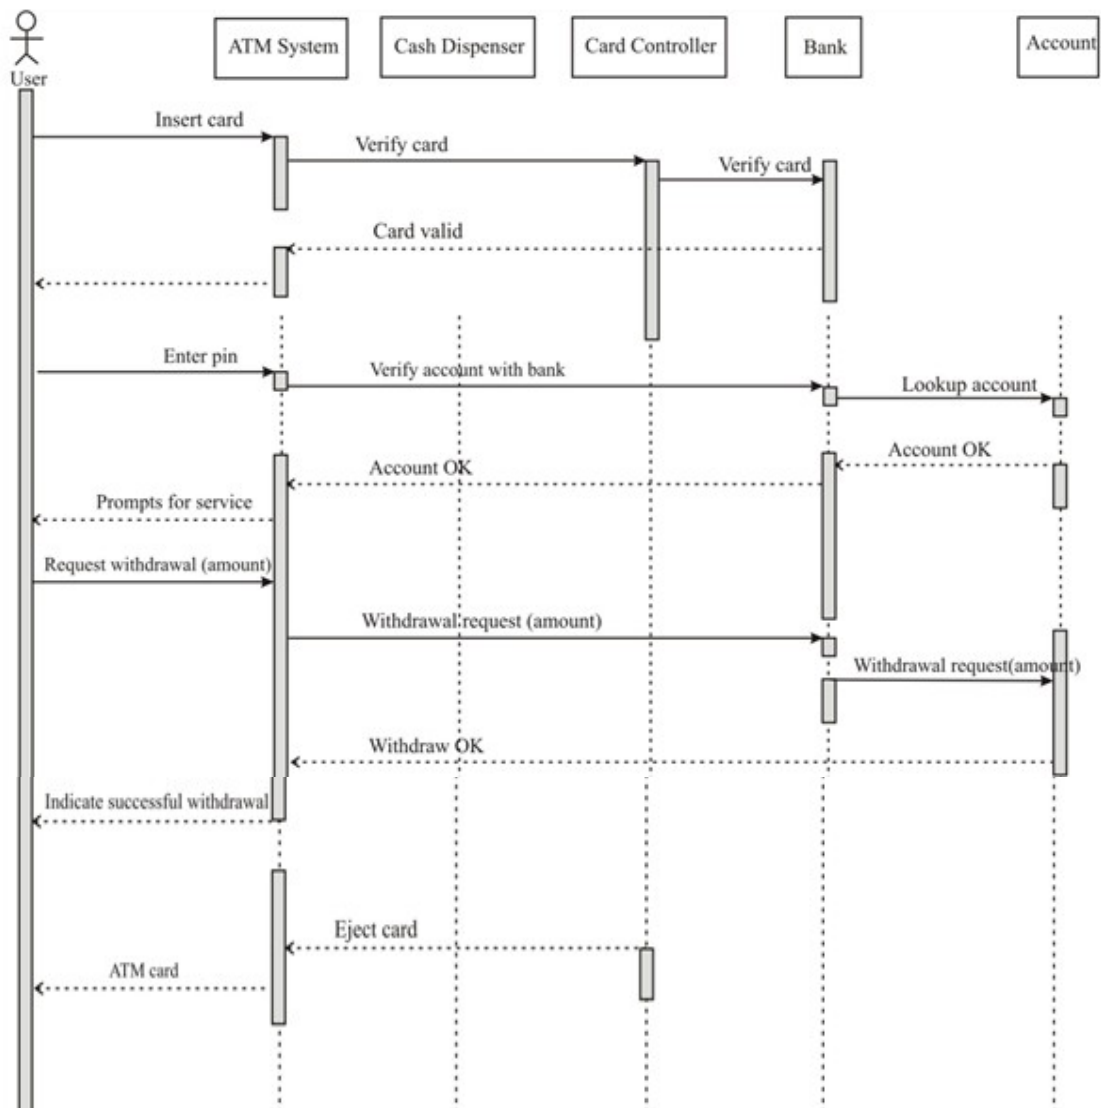 ATM System
Cash Dispenser
Card Controller
Bank
Account
User
Insert card
Verify card
Verify card
Card valid
Enter pin
Verify account with bank
Lookup account
Account OK
Account OK
Prompts for service
Request withdrawal (amount)
Withdrawal request (amount)
Withdrawal request(amount)
Withdraw OK
Indicate successful withdrawal
Eject card
ATM card